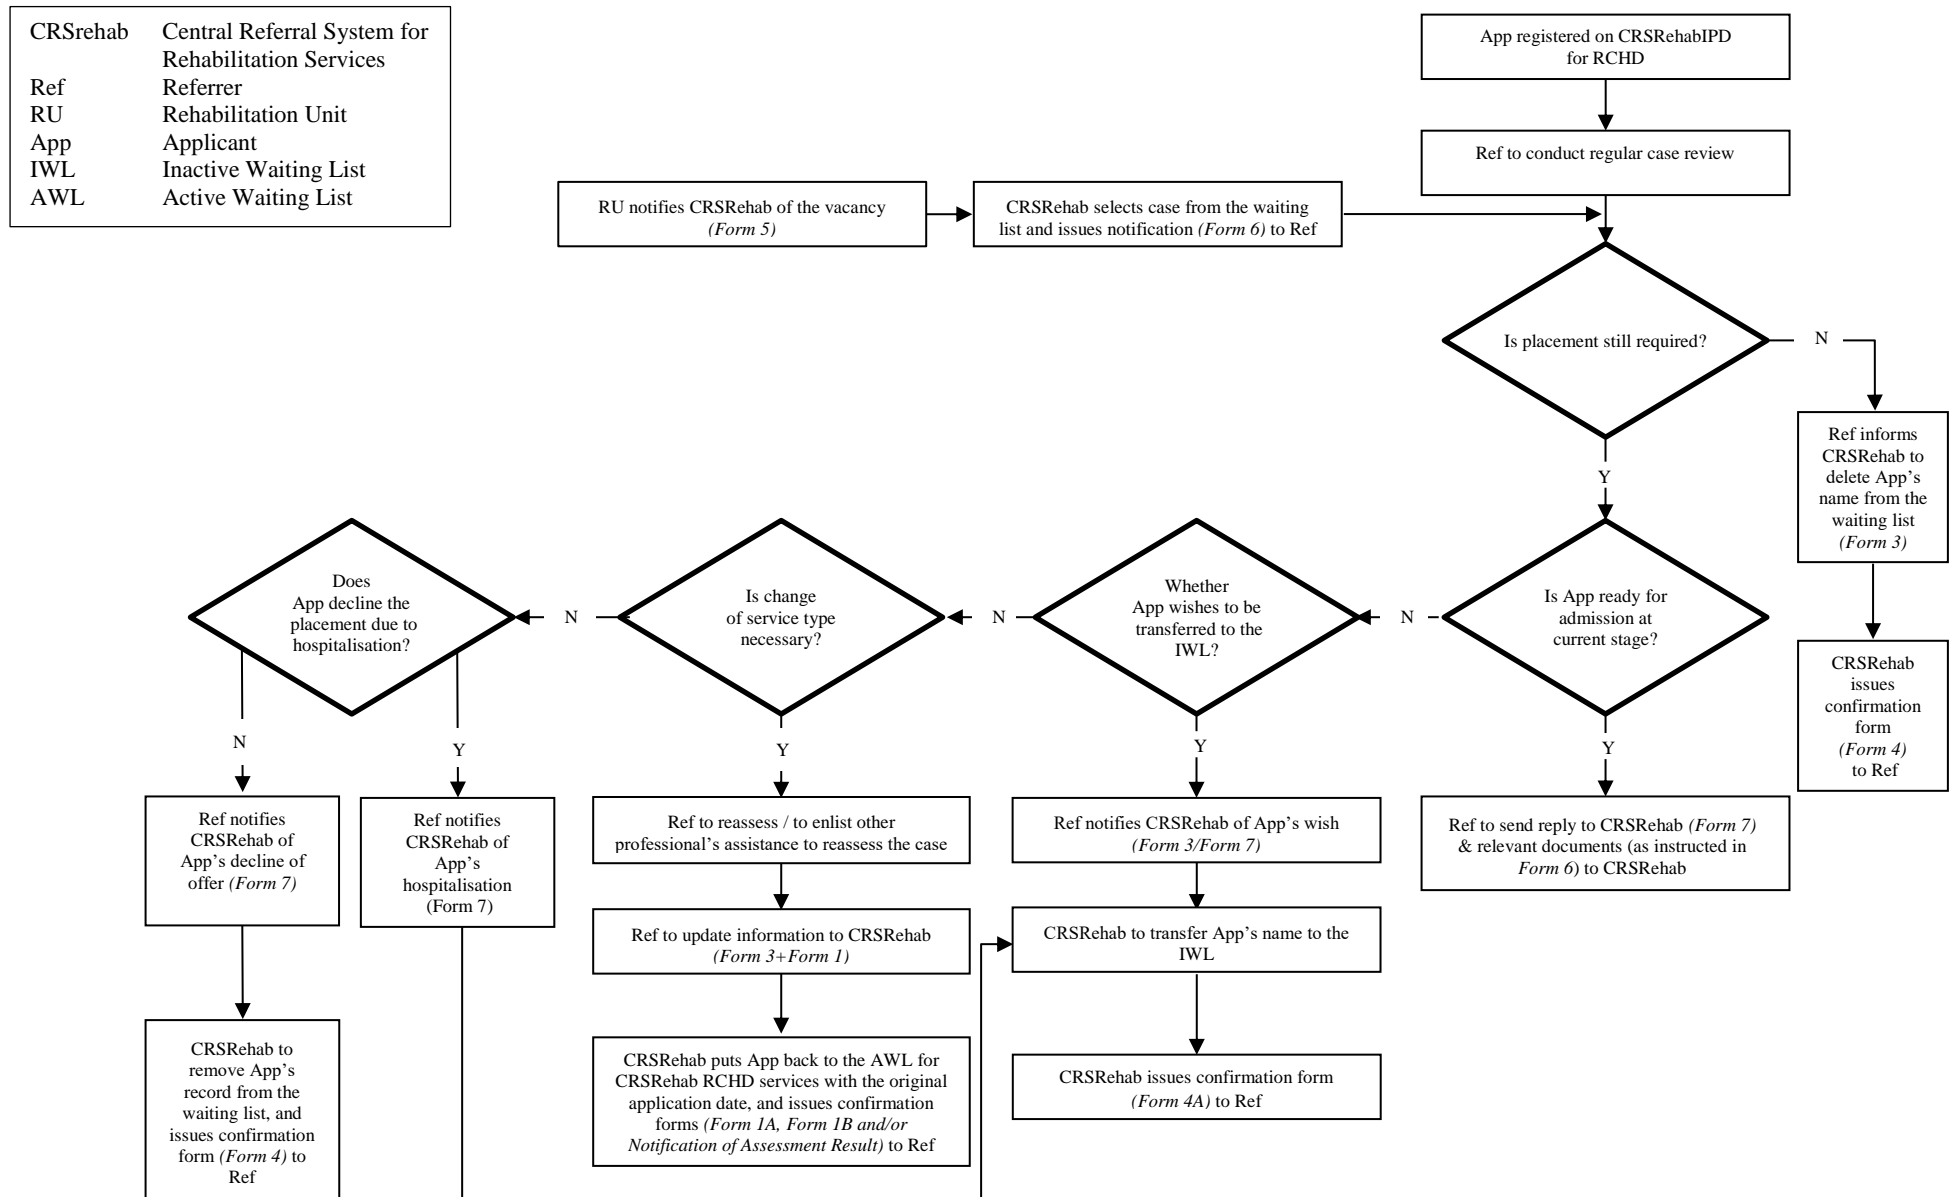 CRSrehab Central Referral System for
Rehabilitation Services
Ref Referrer
RU Rehabilitation Unit
App Applicant
IWL Inactive Waiting List
AWL Active Waiting List
App registered on CRSRehabIPD
for RCHD
Ref to conduct regular case review
RU notifies CRSRehab of the vacancy
(Form 5)
CRSRehab selects case from the waiting
list and issues notification (Form 6) to Ref
Is placement still required?
N
Ref informs
CRSRehab to
delete App's
name from the
waiting list
(Form 3)
CRSRehab
issues
confirmation
form
(Form 4)
to Ref
Y
Is App ready for
admission at
current stage?
N
Whether
App wishes to be
transferred to the
IWL?
N
Is change
of service type
necessary?
N
Does
App decline the
placement due to
hospitalisation?
N
Y
Y
Y
Y
Ref notifies
CRSRehab of
App's decline of
offer (Form 7)
Ref notifies
CRSRehab of
App's
hospitalisation
(Form 7)
Ref to reassess / to enlist other
professional's assistance to reassess the case
Ref notifies CRSRehab of App's wish
(Form 3/Form 7)
Ref to send reply to CRSRehab (Form 7)
& relevant documents (as instructed in
Form 6) to CRSRehab
Ref to update information to CRSRehab
(Form 3+Form 1)
CRSRehab to transfer App's name to the
IWL
CRSRehab to
remove App's
record from the
waiting list, and
issues confirmation
form (Form 4) to
Ref
CRSRehab puts App back to the AWL for
CRSRehab RCHD services with the original
application date, and issues confirmation
forms (Form 1A, Form 1B and/or
Notification of Assessment Result) to Ref
CRSRehab issues confirmation form
(Form 4A) to Ref